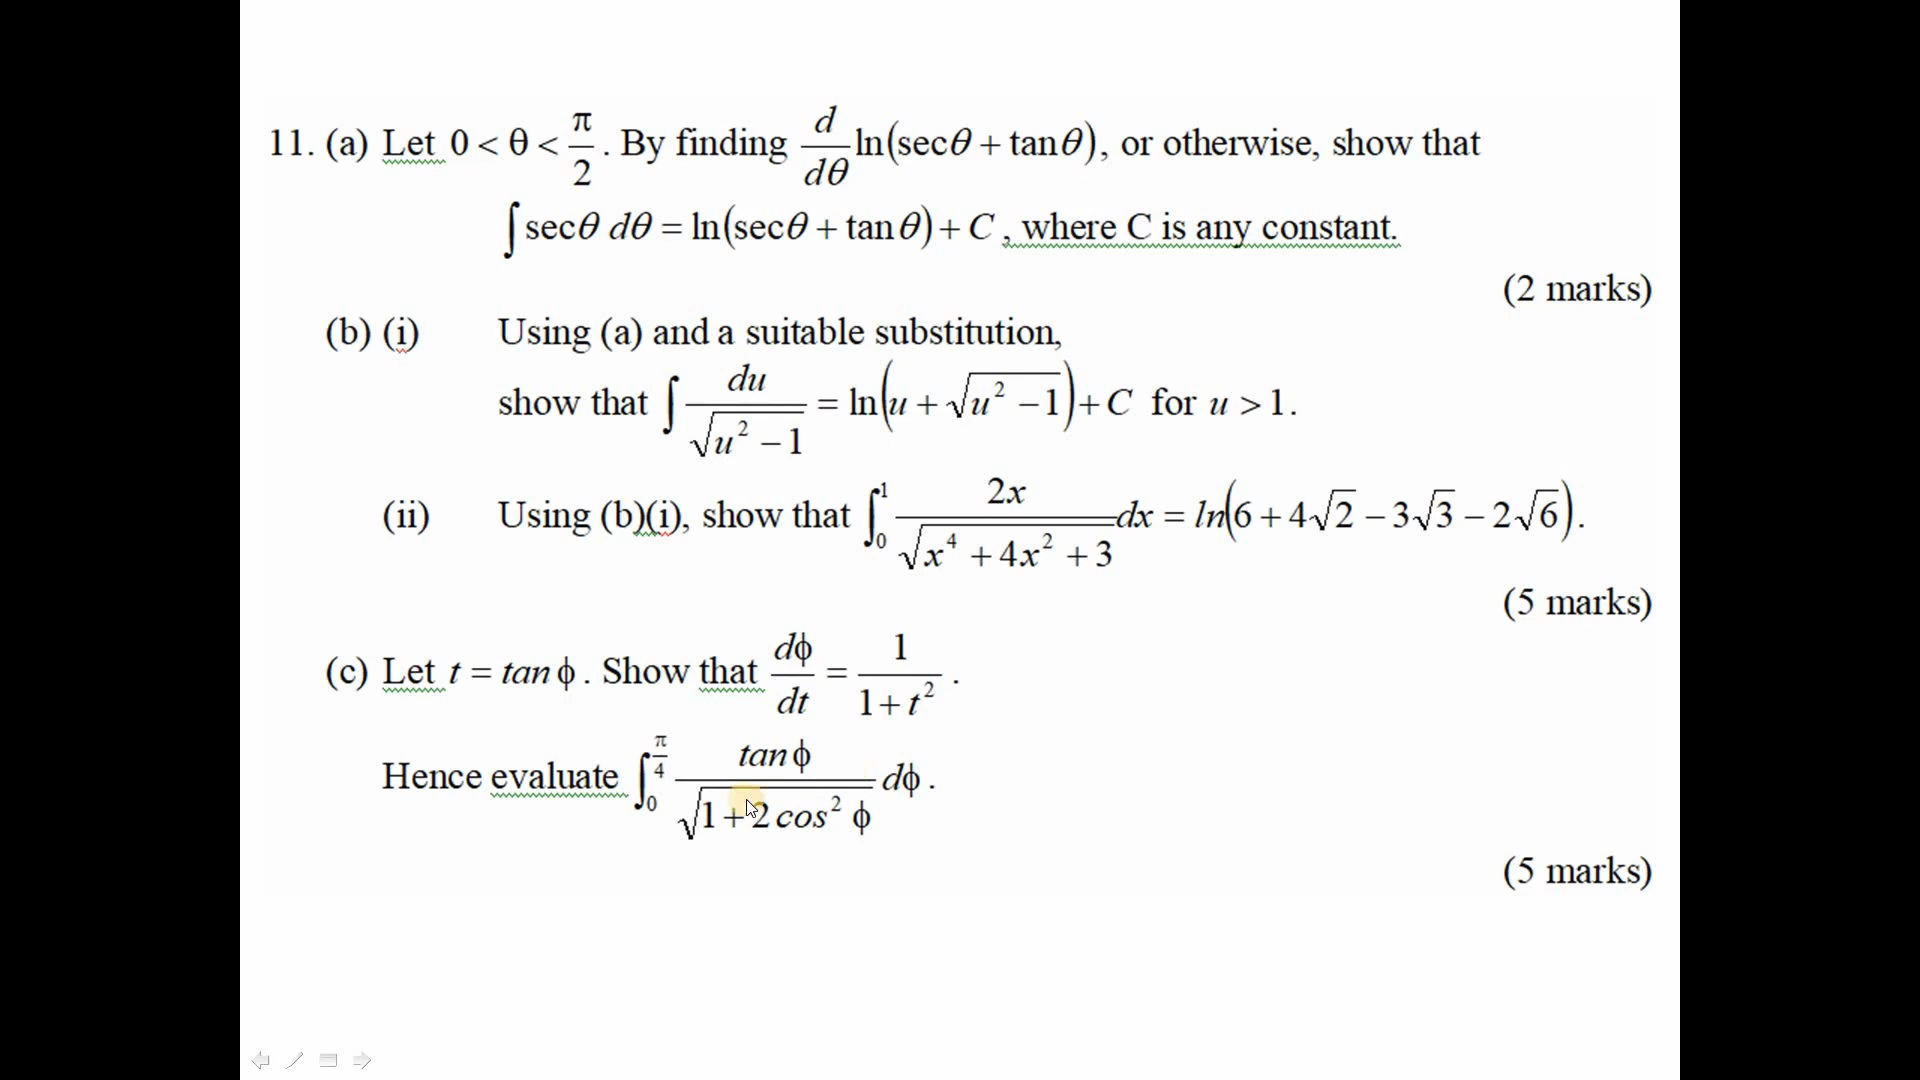 11. (a) Let 0 < θ < π/2 . By finding d/dθ ln(secθ + tanθ), or otherwise, show that
∫ secθ dθ = ln(secθ + tanθ) + C , where C is any constant.
(2 marks)
(b) (i) Using (a) and a suitable substitution,
show that ∫ du/√(u² − 1) = ln(u + √(u² − 1)) + C for u > 1.
(ii) Using (b)(i), show that ∫₀¹ 2x/√(x⁴ + 4x² + 3) dx = ln(6 + 4√2 − 3√3 − 2√6).
(5 marks)
(c) Let t = tan ϕ . Show that dϕ/dt = 1/(1 + t²) .
Hence evaluate ∫₀^(π/4) tan ϕ/√(1 + 2 cos² ϕ) dϕ .
(5 marks)